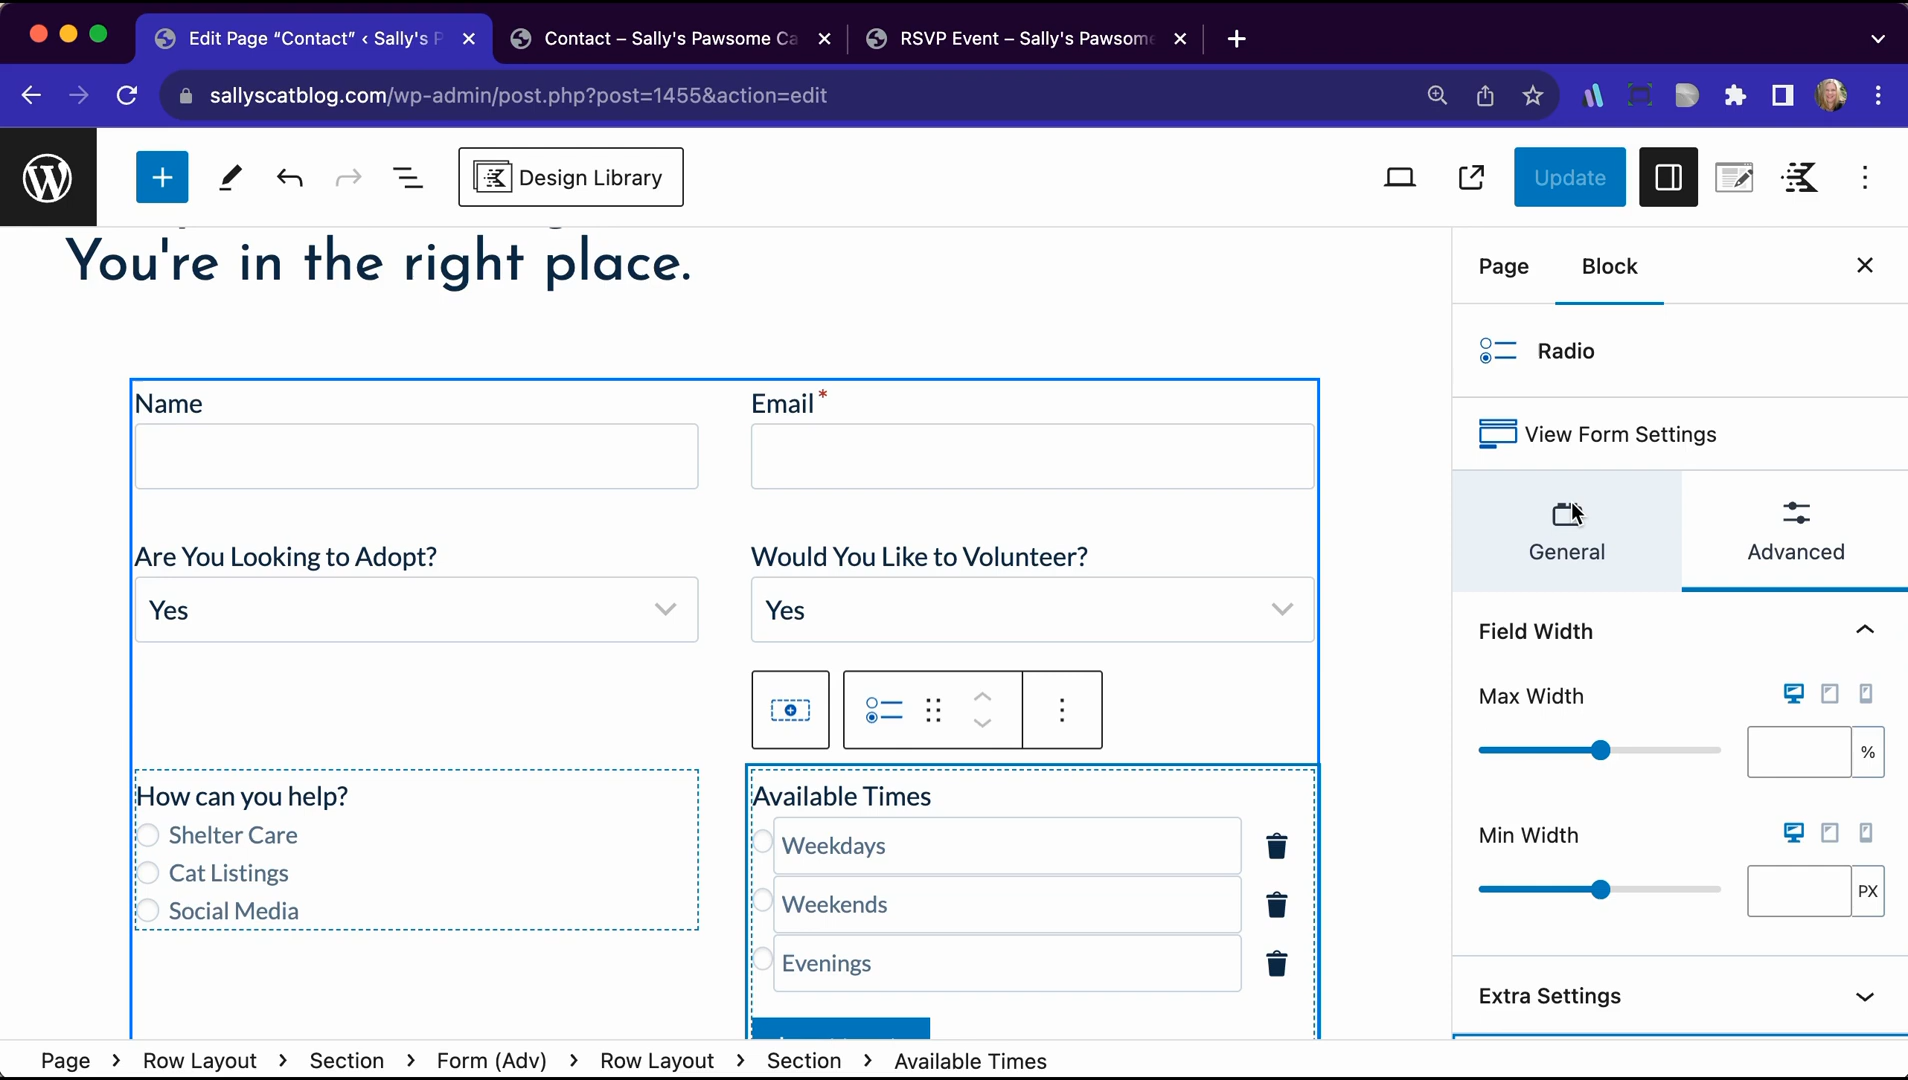 Edit Page “Contact” ‹ Sally's P
Contact – Sally's Pawsome Ca
RSVP Event – Sally's Pawsome
sallyscatblog.com/wp-admin/post.php?post=1455&action=edit
Design Library
Update
You're in the right place.
Page
Block
Radio
View Form Settings
General
Advanced
Name
Email *
Are You Looking to Adopt?
Would You Like to Volunteer?
Yes
Yes
Field Width
Max Width
%
Min Width
PX
How can you help?
Shelter Care
Cat Listings
Social Media
Available Times
Weekdays
Weekends
Evenings
Extra Settings
Page > Row Layout > Section > Form (Adv) > Row Layout > Section > Available Times